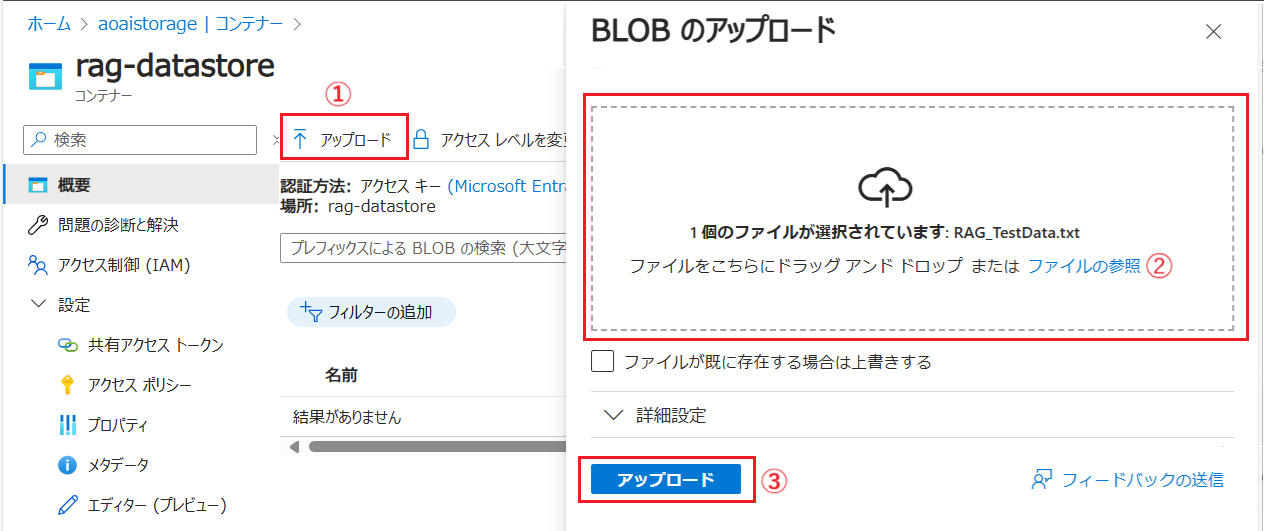 ホーム > aoaistorage | コンテナー >
rag-datastore
コンテナー
①
検索
アップロード
アクセス レベルを変
概要
問題の診断と解決
アクセス制御 (IAM)
設定
共有アクセス トークン
アクセス ポリシー
プロパティ
メタデータ
エディター (プレビュー)
認証方法: アクセス キー (Microsoft Entra
場所: rag-datastore
プレフィックスによる BLOB の検索 (大文字
フィルターの追加
名前
結果がありません
BLOB のアップロード
1 個のファイルが選択されています: RAG_TestData.txt
ファイルをこちらにドラッグ アンド ドロップ または ファイルの参照 ②
ファイルが既に存在する場合は上書きする
詳細設定
アップロード ③
フィードバックの送信